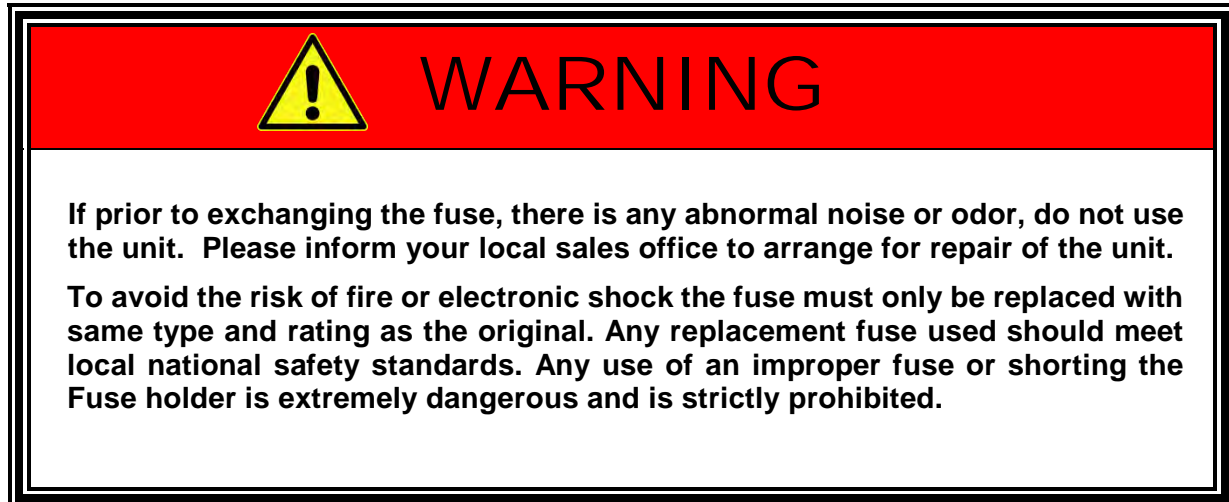 WARNING
If prior to exchanging the fuse, there is any abnormal noise or odor, do not use
the unit.  Please inform your local sales office to arrange for repair of the unit.
To avoid the risk of fire or electronic shock the fuse must only be replaced with
same type and rating as the original. Any replacement fuse used should meet
local national safety standards. Any use of an improper fuse or shorting the
Fuse holder is extremely dangerous and is strictly prohibited.